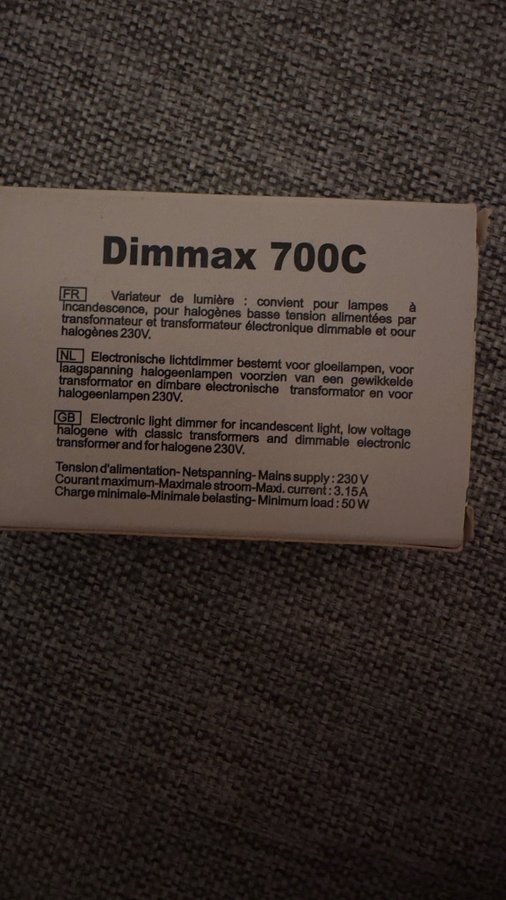 Dimmax 700C
FR Variateur de lumière : convient pour lampes à
incandescence, pour halogènes basse tension alimentées par
transformateur et transformateur électronique dimmable et pour
halogènes 230V.
NL Electronische lichtdimmer bestemt voor gloeilampen, voor
laagspanning halogeenlampen voorzien van een gewikkelde
transformator en dimbare electronische transformator en voor
halogeenlampen 230V.
GB Electronic light dimmer for incandescent light, low voltage
halogene with classic transformers and dimmable electronic
transformer and for halogene 230V.
Tension d'alimentation- Netspanning- Mains supply : 230 V
Courant maximum-Maximale stroom-Maxi. current : 3.15A
Charge minimale-Minimale belasting- Minimum load : 50 W